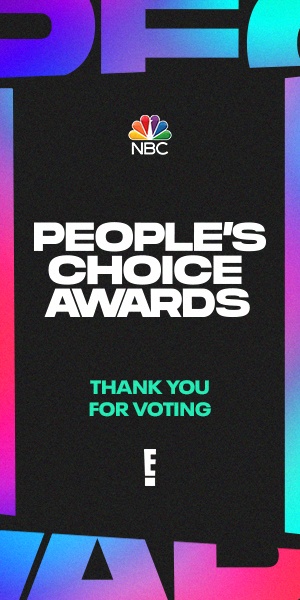 NBC
PEOPLE'S
CHOICE
AWARDS
THANK YOU
FOR VOTING
E!